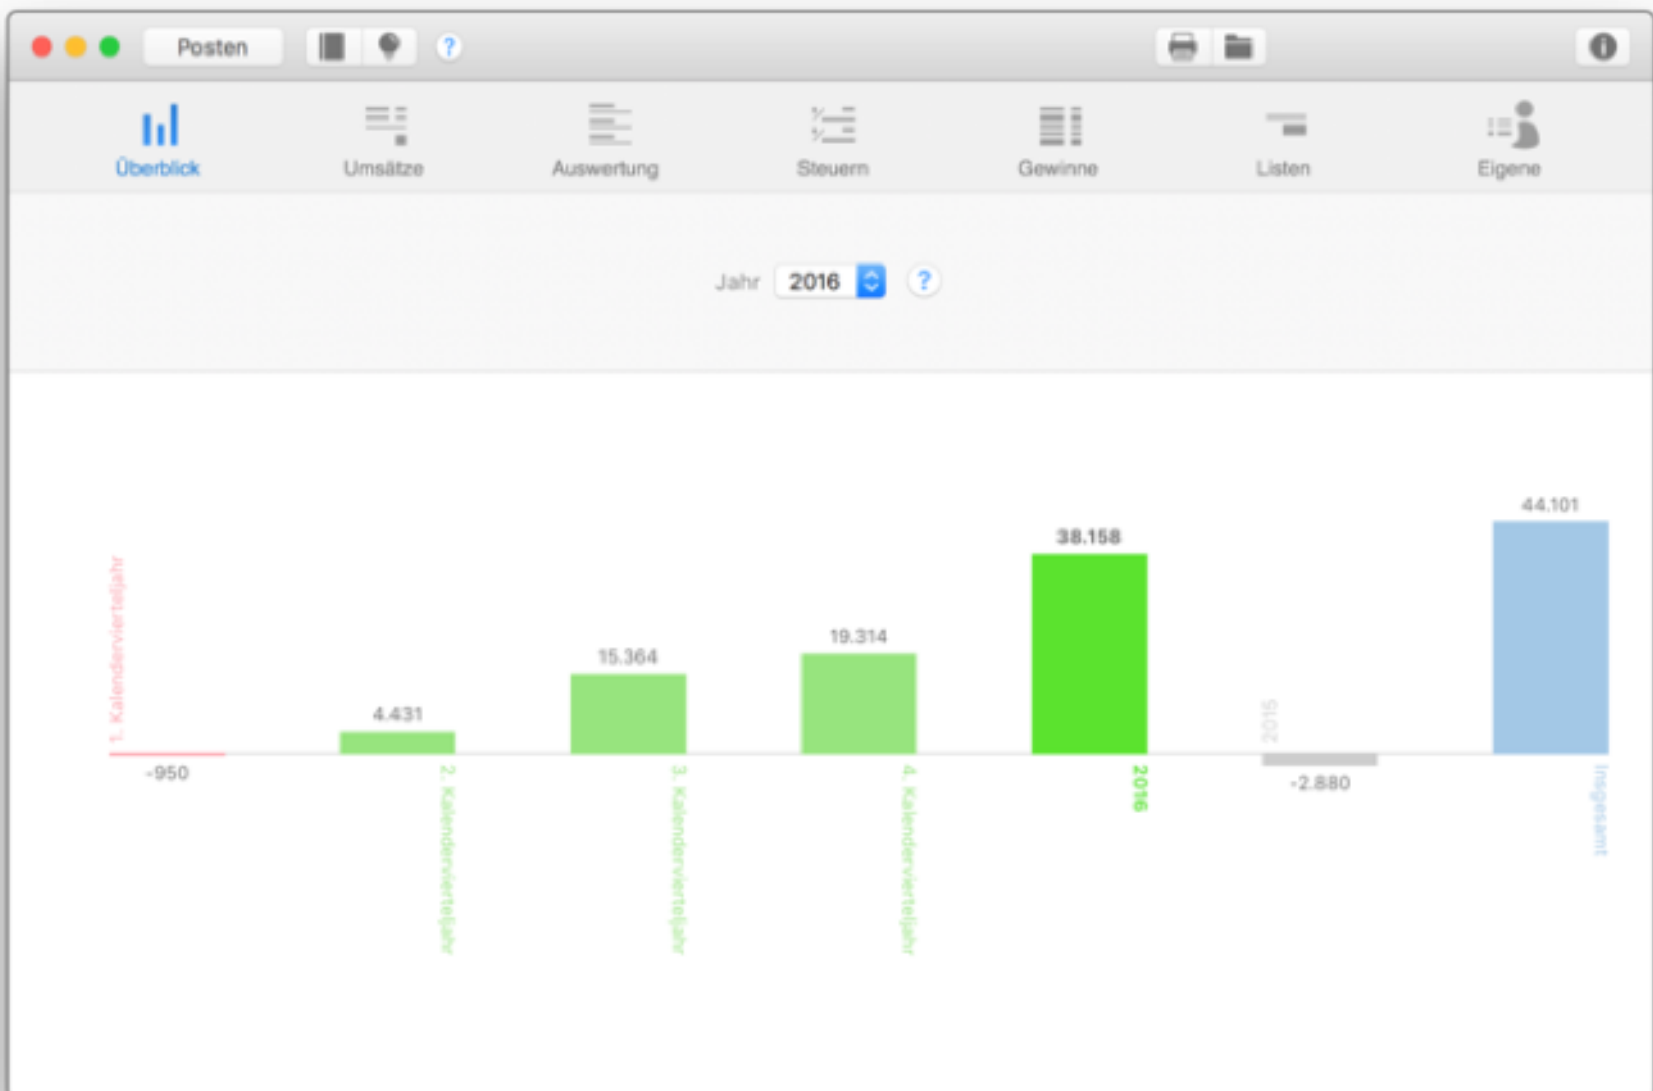 Posten
?
Überblick
Umsätze
Auswertung
Steuern
Gewinne
Listen
Eigene
Jahr 2016 ?
1. Kalendervierteljahr
-950
4.431
2. Kalendervierteljahr
15.364
3. Kalendervierteljahr
19.314
4. Kalendervierteljahr
38.158
2016
2015
-2.880
44.101
Insgesamt